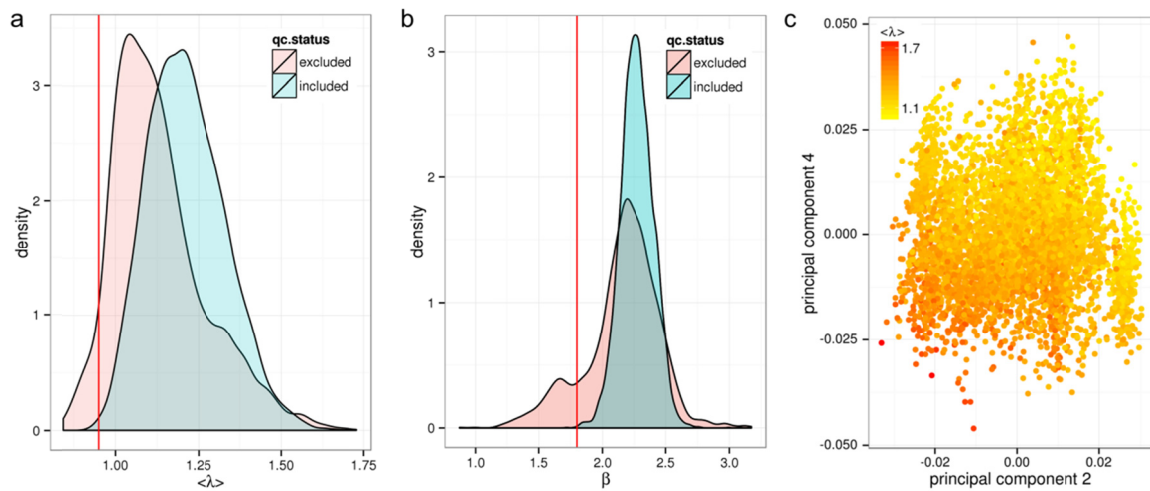 a
qc.status
excluded
included
density
3
2
1
0
1.00
1.25
1.50
1.75
<λ>
b
qc.status
excluded
included
density
3
2
1
0
1.0
1.5
2.0
2.5
3.0
β
c
<λ>
1.7
1.1
principal component 4
0.050
0.025
0.000
-0.025
-0.050
-0.02
0.00
0.02
principal component 2